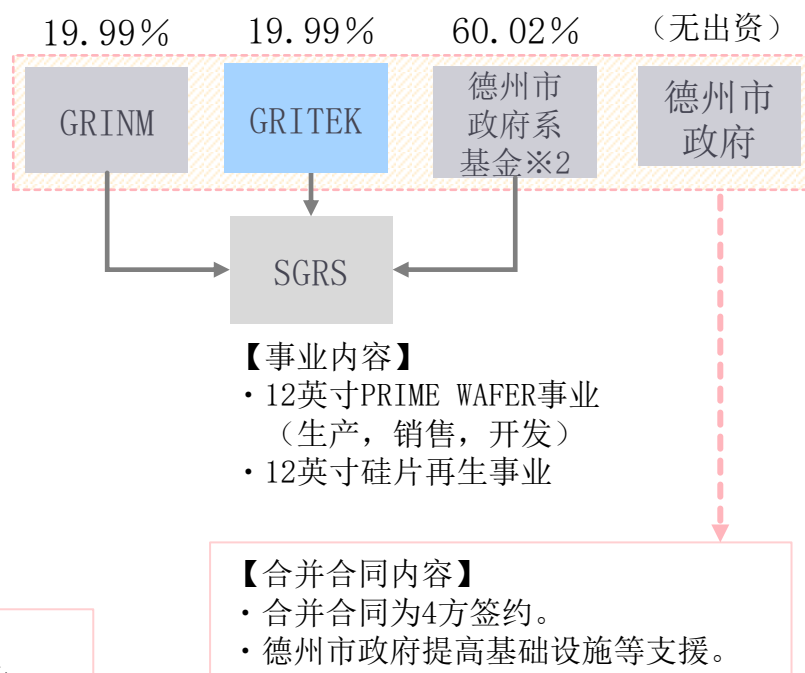 19.99％ 19.99％ 60.02％ （无出资）
GRINM
GRITEK
德州市
政府系
基金※2
德州市
政府
SGRS
【事业内容】
・12英寸PRIME WAFER事业
（生产，销售，开发）
・12英寸硅片再生事业
【合并合同内容】
・合并合同为4方签约。
・德州市政府提高基础设施等支援。